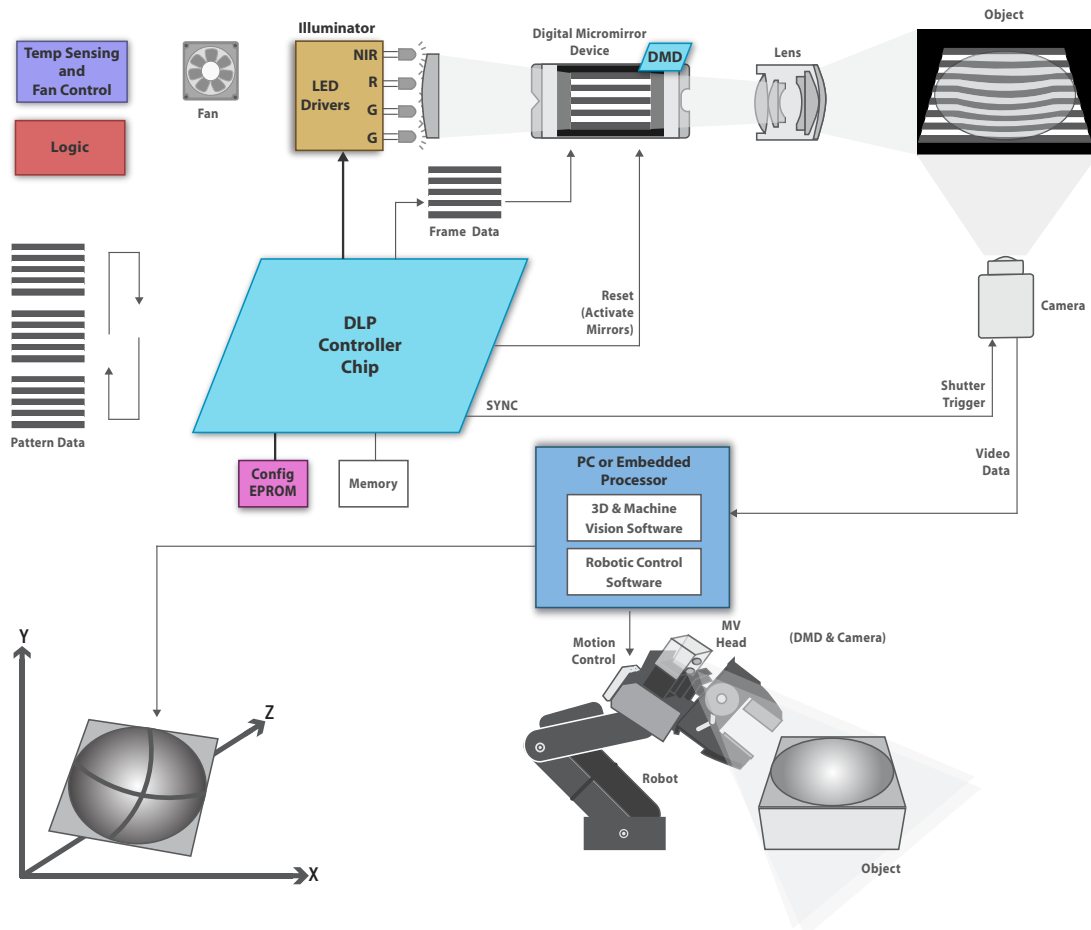 Illuminator
Object
Digital Micromirror
Device
Lens
Temp Sensing
and
Fan Control
Fan
LED
Drivers
NIR
R
G
G
DMD
Logic
Frame Data
DLP
Controller
Chip
Reset
(Activate
Mirrors)
Camera
Pattern Data
SYNC
Shutter
Trigger
Config
EPROM
Memory
PC or Embedded
Processor
3D & Machine
Vision Software
Robotic Control
Software
Video
Data
Motion
Control
MV
Head
(DMD & Camera)
Y
Z
X
Robot
Object